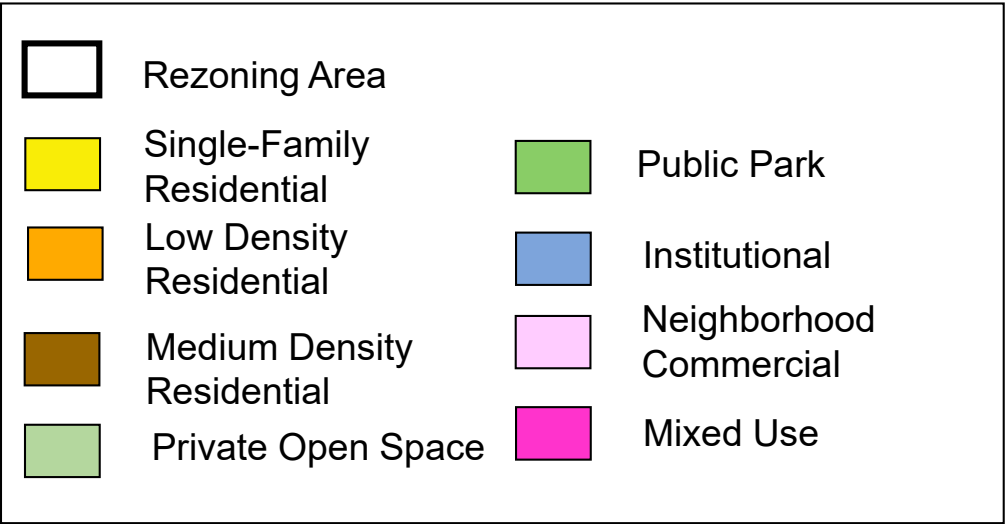 Rezoning Area
Single-Family
Residential
Low Density
Residential
Medium Density
Residential
Private Open Space
Public Park
Institutional
Neighborhood
Commercial
Mixed Use